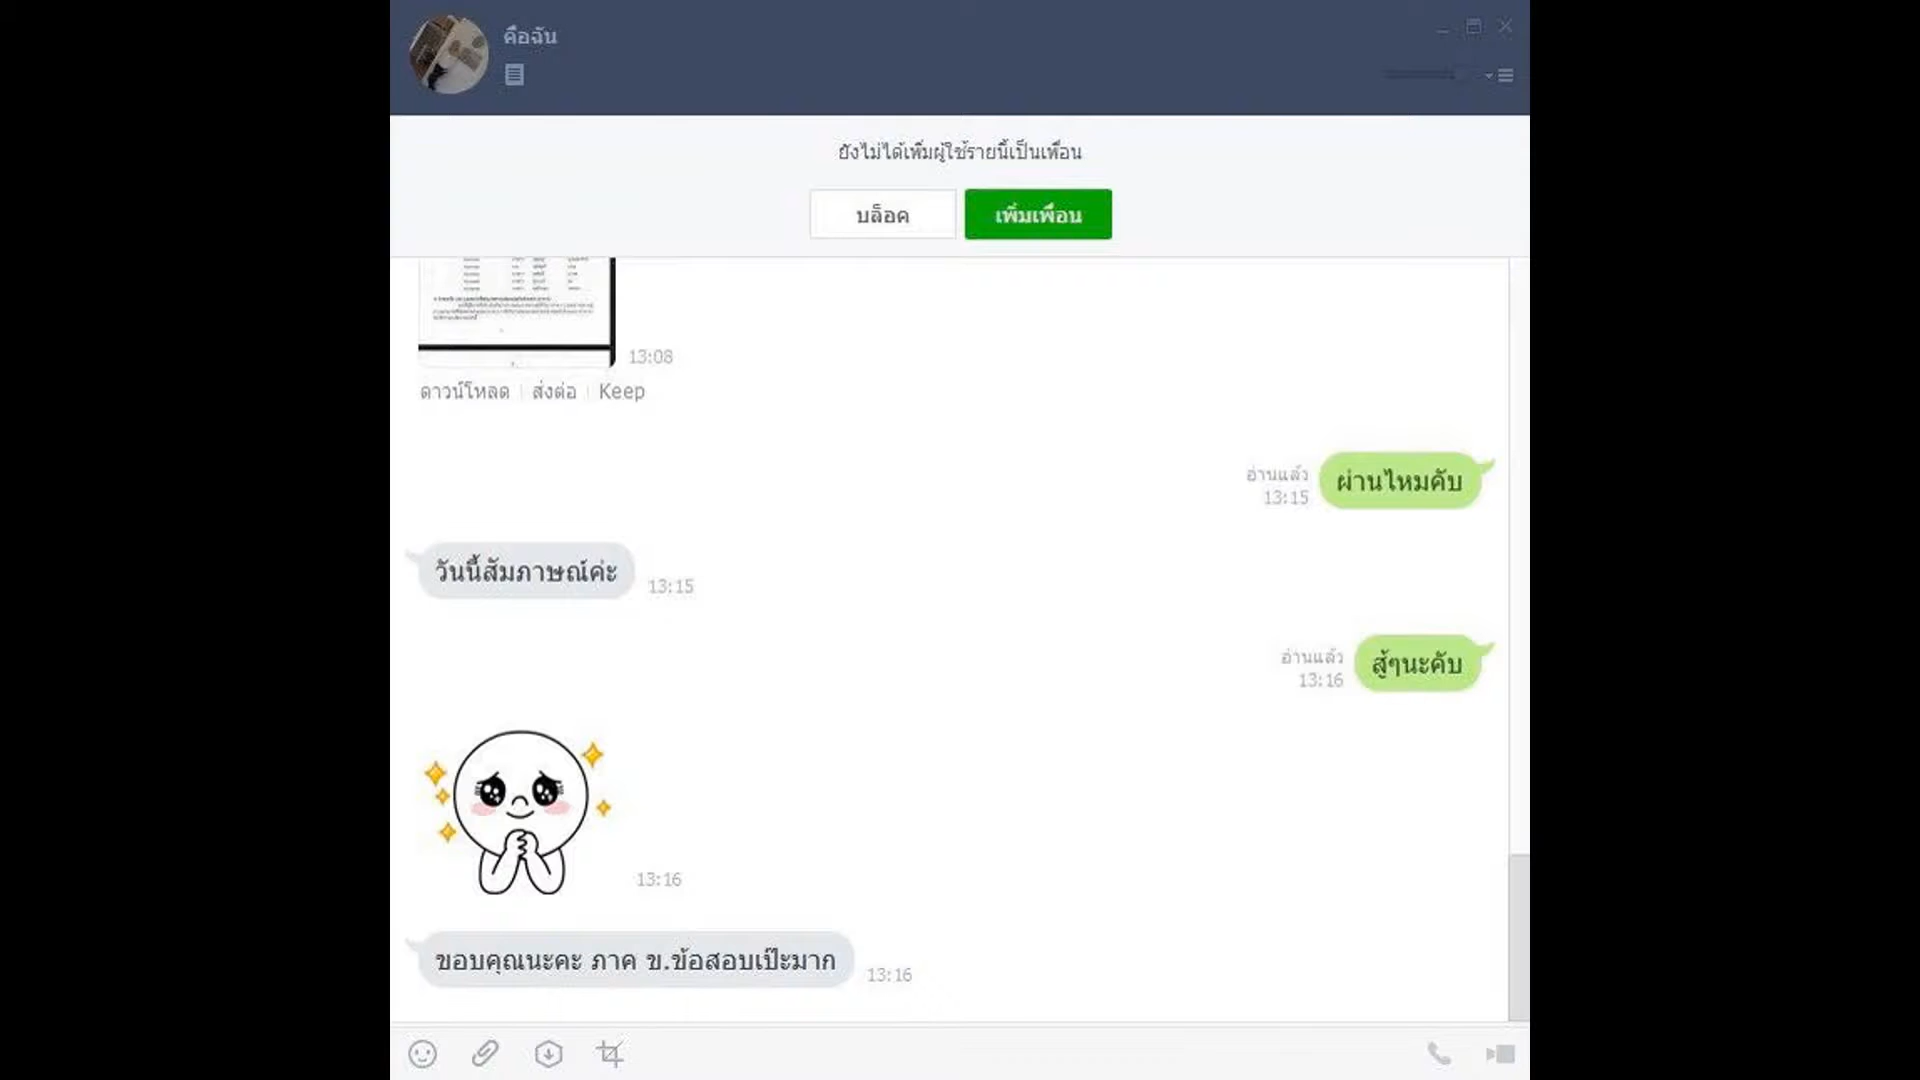 คือฉัน
ยังไม่ได้เพิ่มผู้ใช้รายนี้เป็นเพื่อน
บล็อค
เพิ่มเพื่อน
13:08
ดาวน์โหลด | ส่งต่อ | Keep
อ่านแล้ว
13:15
ผ่านไหมคับ
วันนี้สัมภาษณ์ค่ะ
13:15
อ่านแล้ว
13:16
สู้ๆนะคับ
13:16
ขอบคุณนะคะ ภาค ข.ข้อสอบเป๊ะมาก
13:16